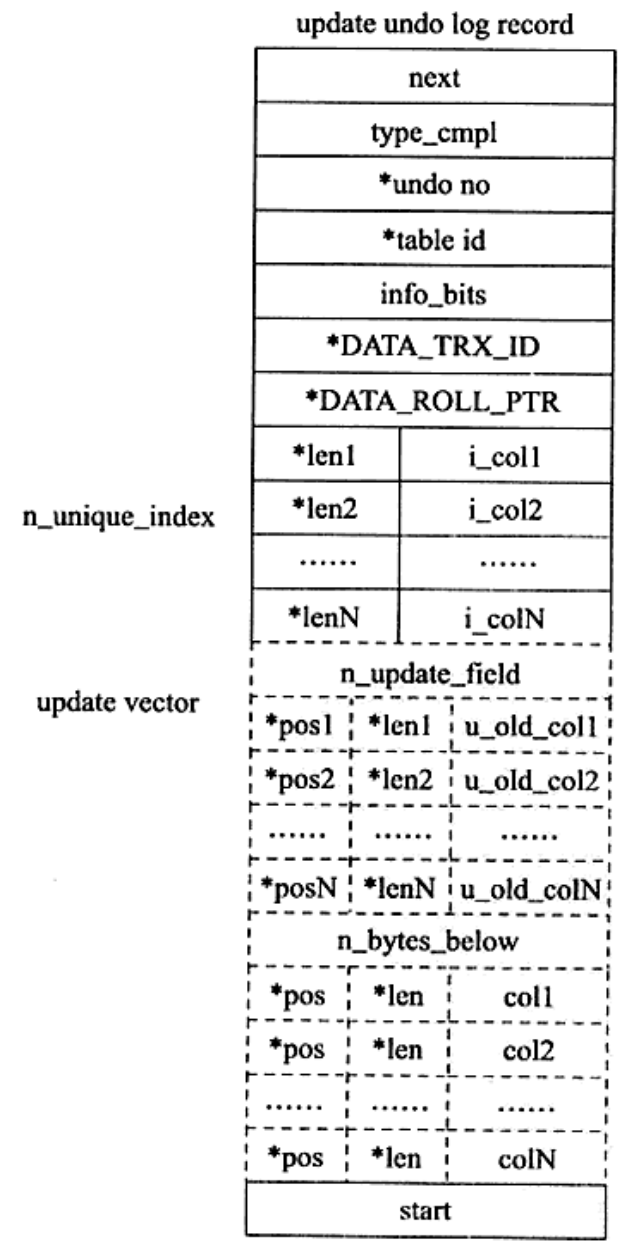 update undo log record
next
type_cmpl
*undo no
*table id
info_bits
*DATA_TRX_ID
*DATA_ROLL_PTR
*len1 i_col1
n_unique_index *len2 i_col2
...... ......
*lenN i_colN
n_update_field
update vector *pos1 *len1 u_old_col1
*pos2 *len2 u_old_col2
...... ...... ......
*posN *lenN u_old_colN
n_bytes_below
*pos *len col1
*pos *len col2
...... ...... ......
*pos *len colN
start